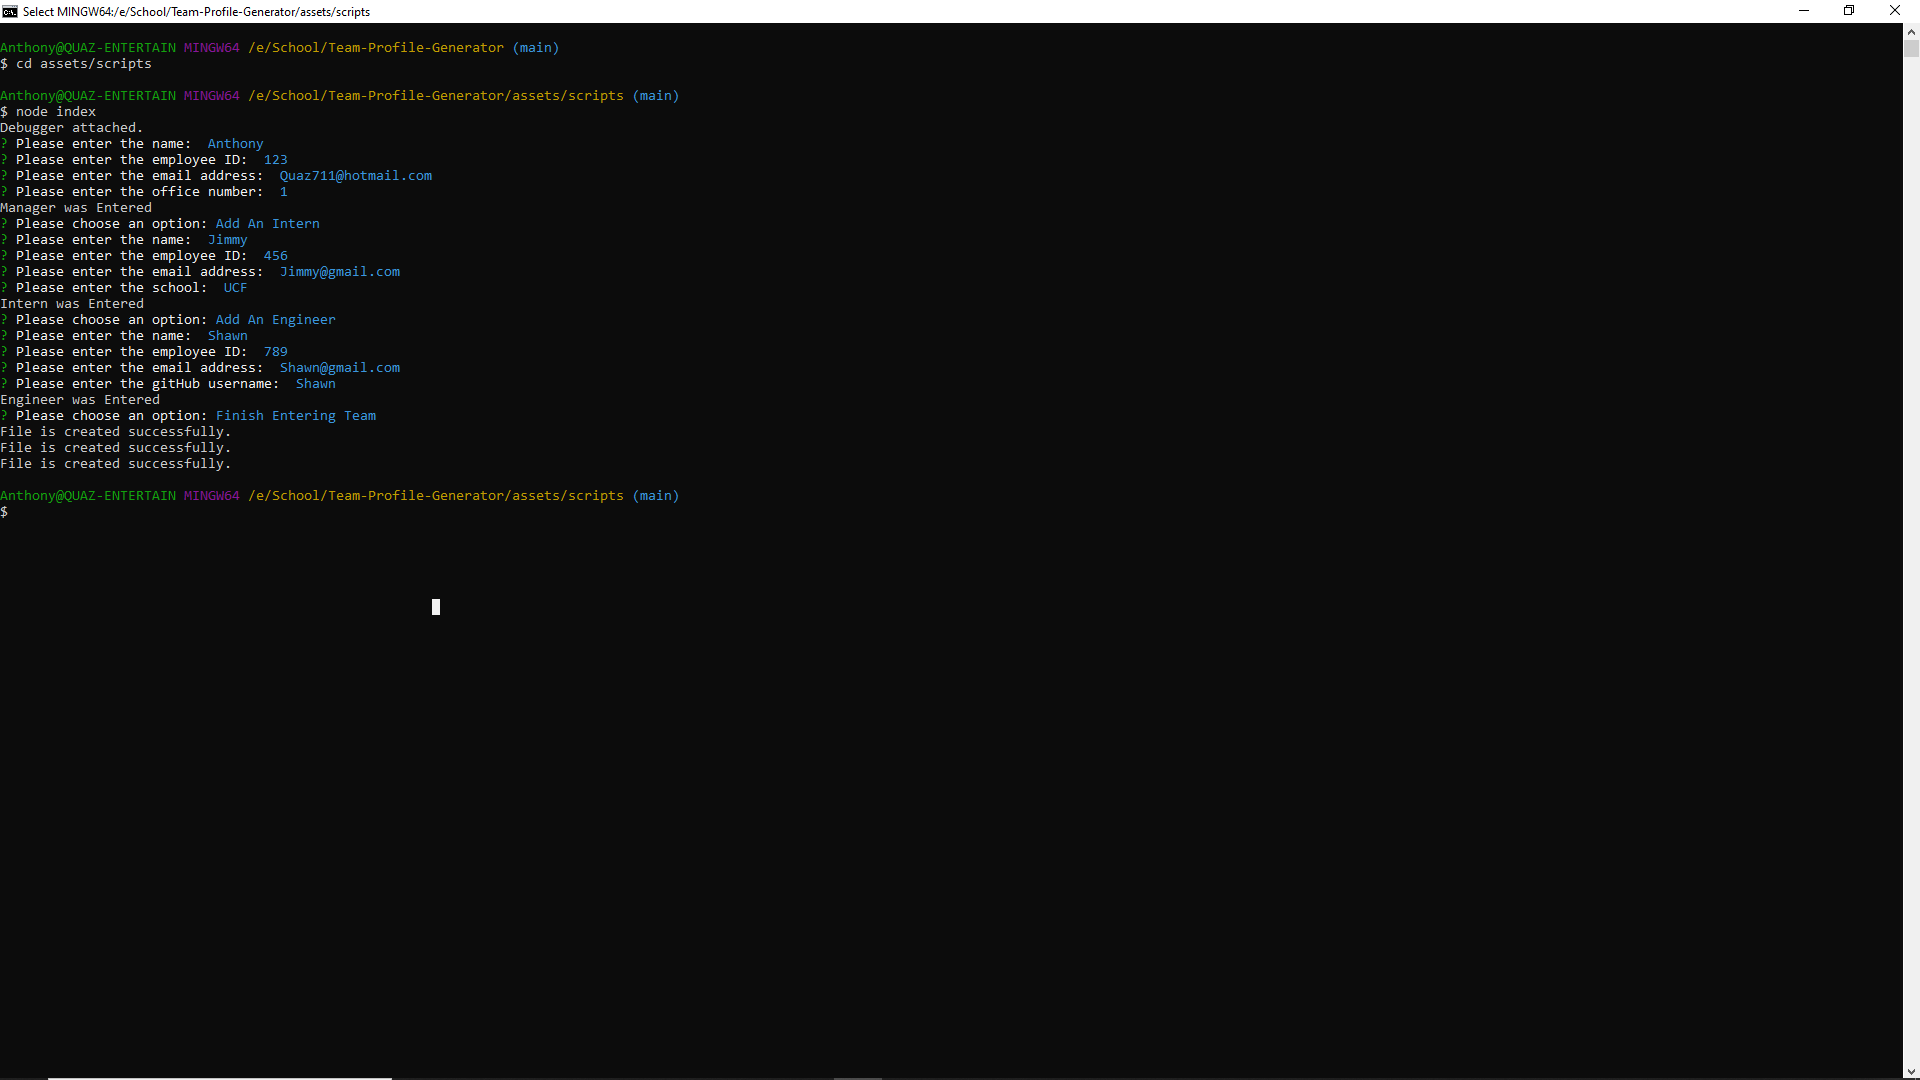 Select MINGW64:/e/School/Team-Profile-Generator/assets/scripts
Anthony@QUAZ-ENTERTAIN MINGW64 /e/School/Team-Profile-Generator (main)
$ cd assets/scripts
Anthony@QUAZ-ENTERTAIN MINGW64 /e/School/Team-Profile-Generator/assets/scripts (main)
$ node index
Debugger attached.
? Please enter the name:  Anthony
? Please enter the employee ID:  123
? Please enter the email address:  Quaz711@hotmail.com
? Please enter the office number:  1
Manager was Entered
? Please choose an option: Add An Intern
? Please enter the name:  Jimmy
? Please enter the employee ID:  456
? Please enter the email address:  Jimmy@gmail.com
? Please enter the school:  UCF
Intern was Entered
? Please choose an option: Add An Engineer
? Please enter the name:  Shawn
? Please enter the employee ID:  789
? Please enter the email address:  Shawn@gmail.com
? Please enter the gitHub username:  Shawn
Engineer was Entered
? Please choose an option: Finish Entering Team
File is created successfully.
File is created successfully.
File is created successfully.
Anthony@QUAZ-ENTERTAIN MINGW64 /e/School/Team-Profile-Generator/assets/scripts (main)
$